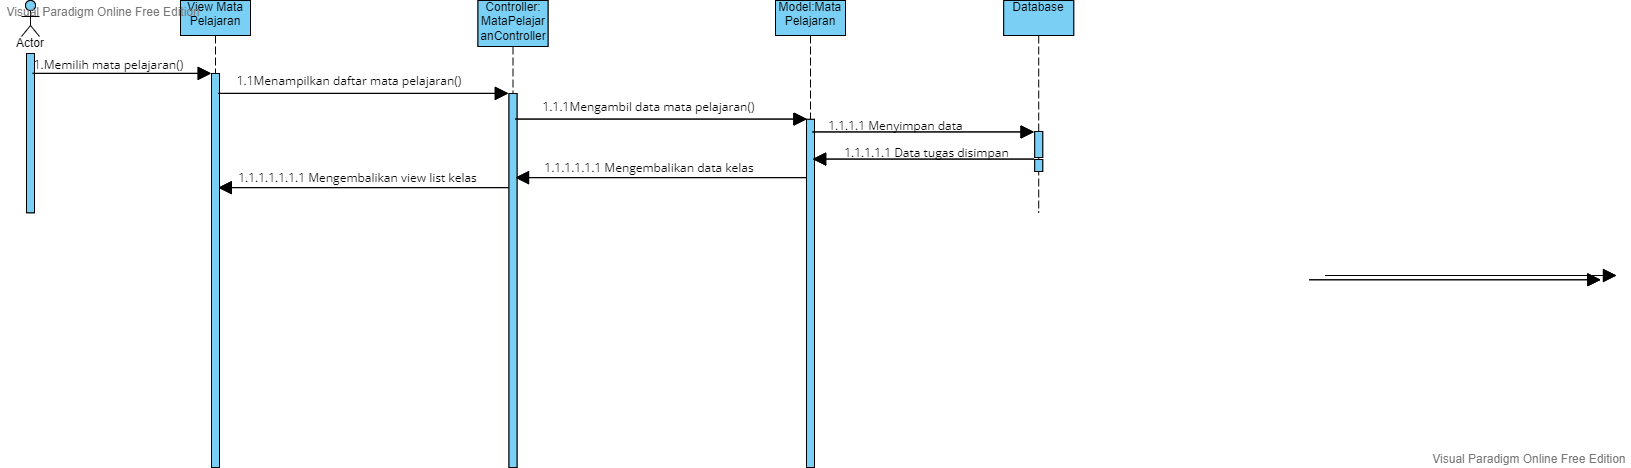 Visual Paradigm Online Free Edition
Actor
View Mata
Pelajaran
Controller:
MataPelajar
anController
Model:Mata
Pelajaran
Database
1.Memilih mata pelajaran()
1.1Menampilkan daftar mata pelajaran()
1.1.1Mengambil data mata pelajaran()
1.1.1.1 Menyimpan data
1.1.1.1.1 Data tugas disimpan
1.1.1.1.1.1 Mengembalikan data kelas
1.1.1.1.1.1.1 Mengembalikan view list kelas
Visual Paradigm Online Free Edition